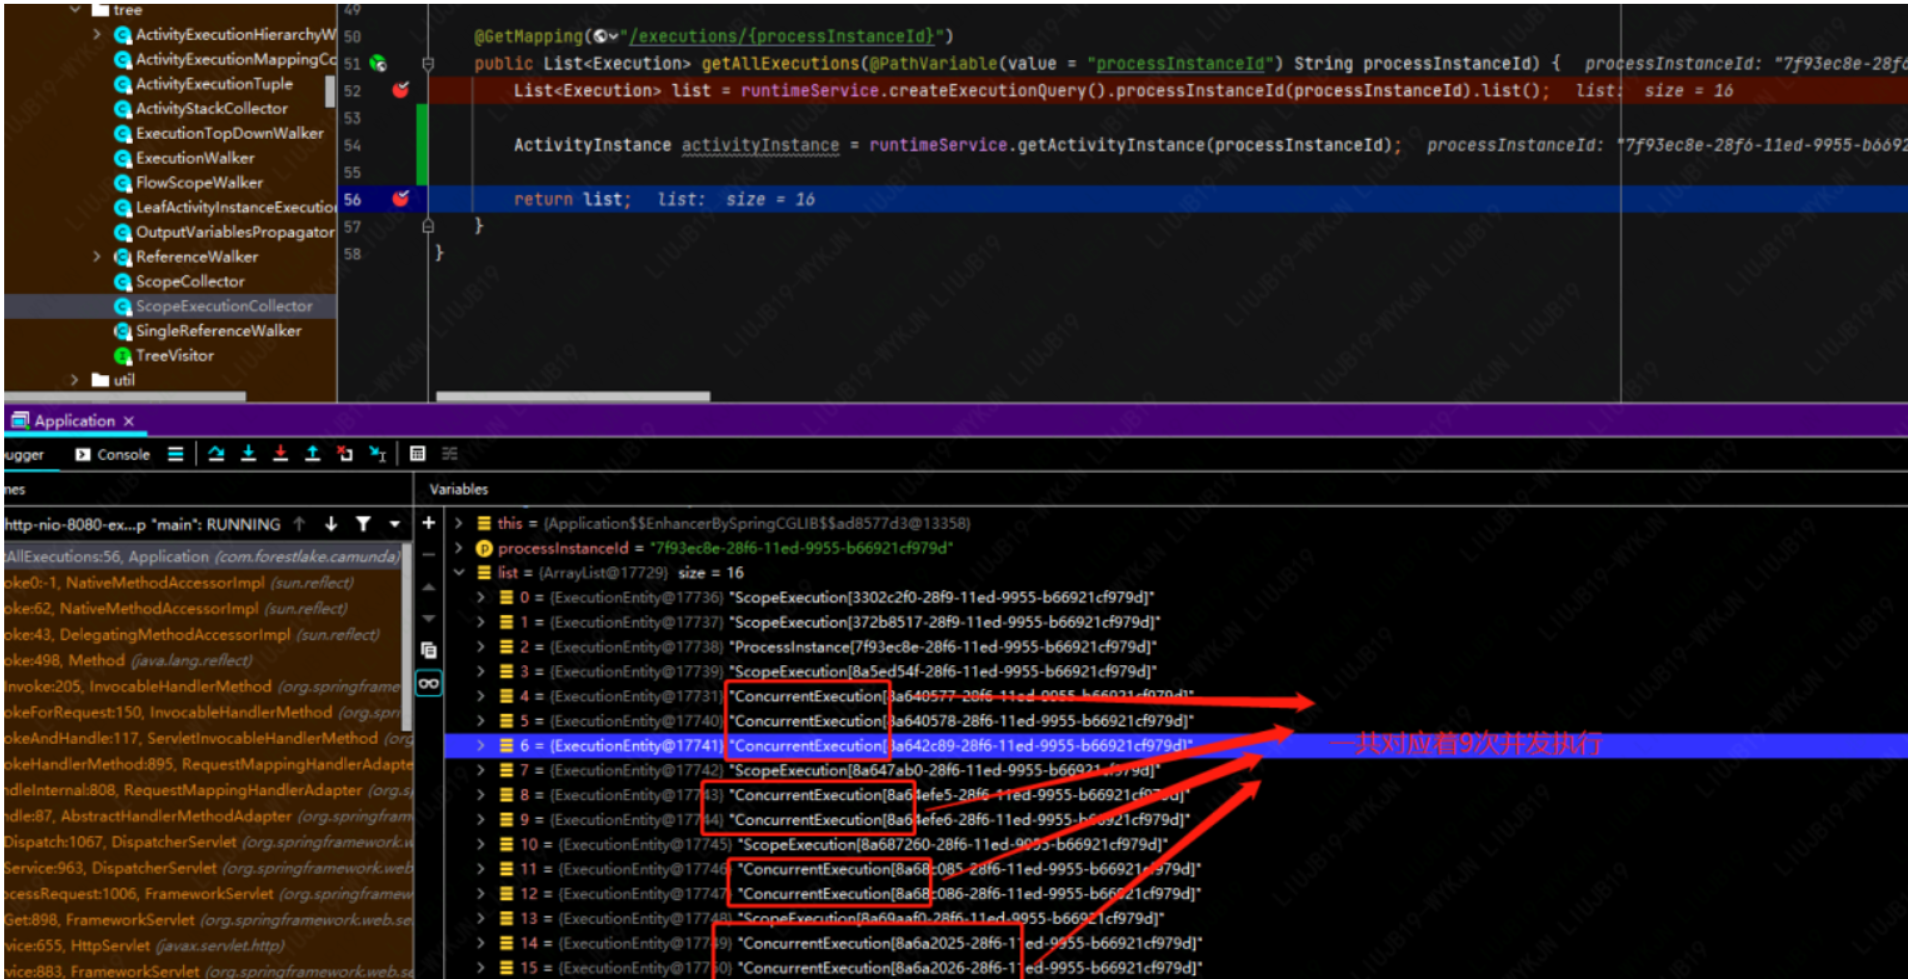 tree
ActivityExecutionHierarchyW
ActivityExecutionMappingCo
ActivityExecutionTuple
ActivityStackCollector
ExecutionTopDownWalker
ExecutionWalker
FlowScopeWalker
LeafActivityInstanceExecution
OutputVariablesPropagator
ReferenceWalker
ScopeCollector
ScopeExecutionCollector
SingleReferenceWalker
TreeVisitor
util
49
50 @GetMapping("/executions/{processInstanceId}")
51 public List<Execution> getAllExecutions(@PathVariable(value = "processInstanceId") String processInstanceId) { processInstanceId: "7f93ec8e-28f6
52 List<Execution> list = runtimeService.createExecutionQuery().processInstanceId(processInstanceId).list(); list: size = 16
53
54 ActivityInstance activityInstance = runtimeService.getActivityInstance(processInstanceId); processInstanceId: "7f93ec8e-28f6-11ed-9955-b6692
55
56 return list; list: size = 16
57 }
58 }
Application ×
ugger Console
nes
Variables
http-nio-8080-ex...p "main": RUNNING
tAllExecutions:56, Application (com.forestlake.camunda)
oke0:-1, NativeMethodAccessorImpl (sun.reflect)
oke:62, NativeMethodAccessorImpl (sun.reflect)
oke:43, DelegatingMethodAccessorImpl (sun.reflect)
oke:498, Method (java.lang.reflect)
Invoke:205, InvocableHandlerMethod (org.springframe
okeForRequest:150, InvocableHandlerMethod (org.spri
okeAndHandle:117, ServletInvocableHandlerMethod (org
okeHandlerMethod:895, RequestMappingHandlerAdapte
ndleInternal:808, RequestMappingHandlerAdapter (org.s
ndle:87, AbstractHandlerMethodAdapter (org.springfram
Dispatch:1067, DispatcherServlet (org.springframework.w
Service:963, DispatcherServlet (org.springframework.web
ocessRequest:1006, FrameworkServlet (org.springframew
Get:898, FrameworkServlet (org.springframework.web.se
vice:655, HttpServlet (javax.servlet.http)
vice:883, FrameworkServlet (org.springframework.web.se
this = {Application$$EnhancerBySpringCGLIB$$ad8577d3@13358}
processInstanceId = "7f93ec8e-28f6-11ed-9955-b66921cf979d"
list = {ArrayList@17729} size = 16
0 = {ExecutionEntity@17736} "ScopeExecution[3302c2f0-28f9-11ed-9955-b66921cf979d]"
1 = {ExecutionEntity@17737} "ScopeExecution[372b8517-28f9-11ed-9955-b66921cf979d]"
2 = {ExecutionEntity@17738} "ProcessInstance[7f93ec8e-28f6-11ed-9955-b66921cf979d]"
3 = {ExecutionEntity@17739} "ScopeExecution[8a5ed54f-28f6-11ed-9955-b66921cf979d]"
4 = {ExecutionEntity@17731} "ConcurrentExecution[8a640577-28f6-11ed-9955-b66921cf979d]"
5 = {ExecutionEntity@17740} "ConcurrentExecution[8a640578-28f6-11ed-9955-b66921cf979d]"
6 = {ExecutionEntity@17741} "ConcurrentExecution[8a642c89-28f6-11ed-9955-b66921cf979d]"
7 = {ExecutionEntity@17742} "ScopeExecution[8a647ab0-28f6-11ed-9955-b66921cf979d]"
8 = {ExecutionEntity@17743} "ConcurrentExecution[8a64efe5-28f6-11ed-9955-b66921cf979d]"
9 = {ExecutionEntity@17744} "ConcurrentExecution[8a64efe6-28f6-11ed-9955-b66921cf979d]"
10 = {ExecutionEntity@17745} "ScopeExecution[8a687260-28f6-11ed-9955-b66921cf979d]"
11 = {ExecutionEntity@17746} "ConcurrentExecution[8a68c085-28f6-11ed-9955-b66921cf979d]"
12 = {ExecutionEntity@17747} "ConcurrentExecution[8a68c086-28f6-11ed-9955-b66921cf979d]"
13 = {ExecutionEntity@17748} "ScopeExecution[8a69aaf0-28f6-11ed-9955-b66921cf979d]"
14 = {ExecutionEntity@17749} "ConcurrentExecution[8a6a2025-28f6-11ed-9955-b66921cf979d]"
15 = {ExecutionEntity@17750} "ConcurrentExecution[8a6a2026-28f6-11ed-9955-b66921cf979d]"
一共对应着9次并发执行